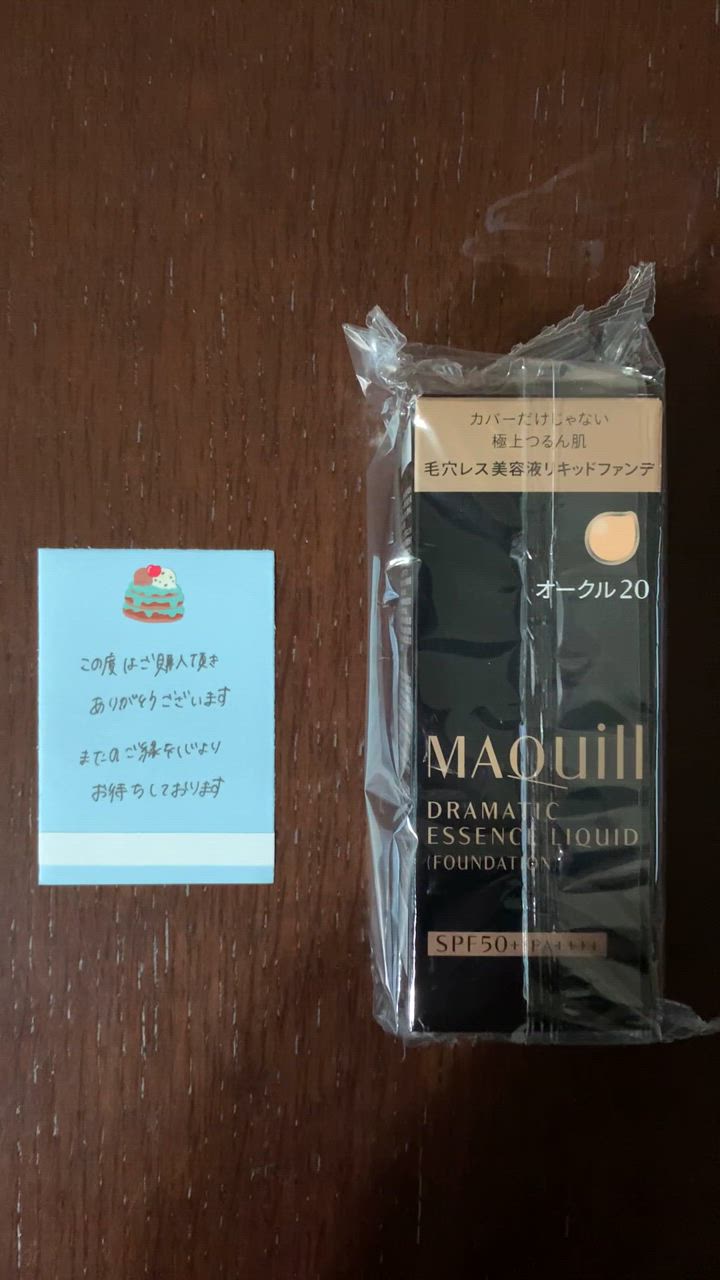 この度はご購入頂き
ありがとうございます
またのご縁を心より
お待ちしております
カバーだけじゃない
極上つるん肌
毛穴レス美容液リキッドファンデ
オークル20
MAQuill
DRAMATIC
ESSENCE LIQUID
(FOUNDATION)
SPF50+・PA++++